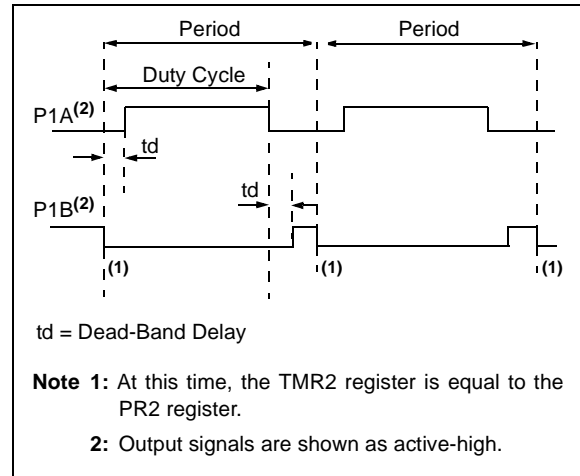 Period Period
Duty Cycle
P1A(2)
td
td
P1B(2)
(1) (1) (1)
td = Dead-Band Delay
Note 1: At this time, the TMR2 register is equal to the
PR2 register.
2: Output signals are shown as active-high.